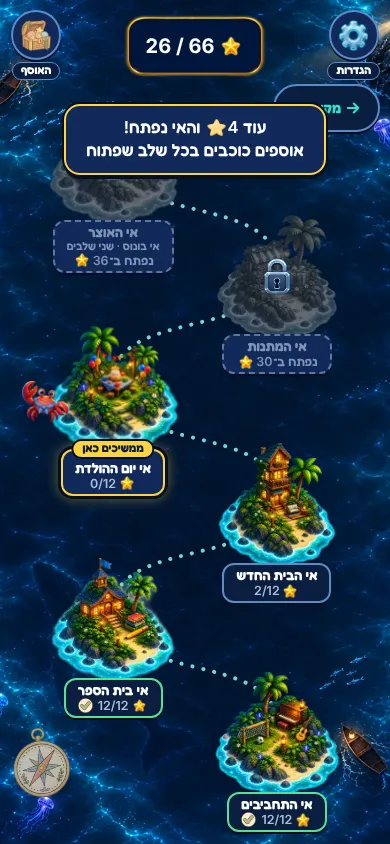 הגדרות
26 / 66
האוסף
עוד 4 והאי נפתח!
אוספים כוכבים בכל שלב שפתוח
אי האוצר
אי בונוס · שני שלבים
נפתח ב־36
אי המתנות
נפתח ב־30
ממשיכים כאן
אי יום ההולדת
0/12
אי הבית החדש
2/12
אי בית הספר
12/12
אי התחביבים
12/12